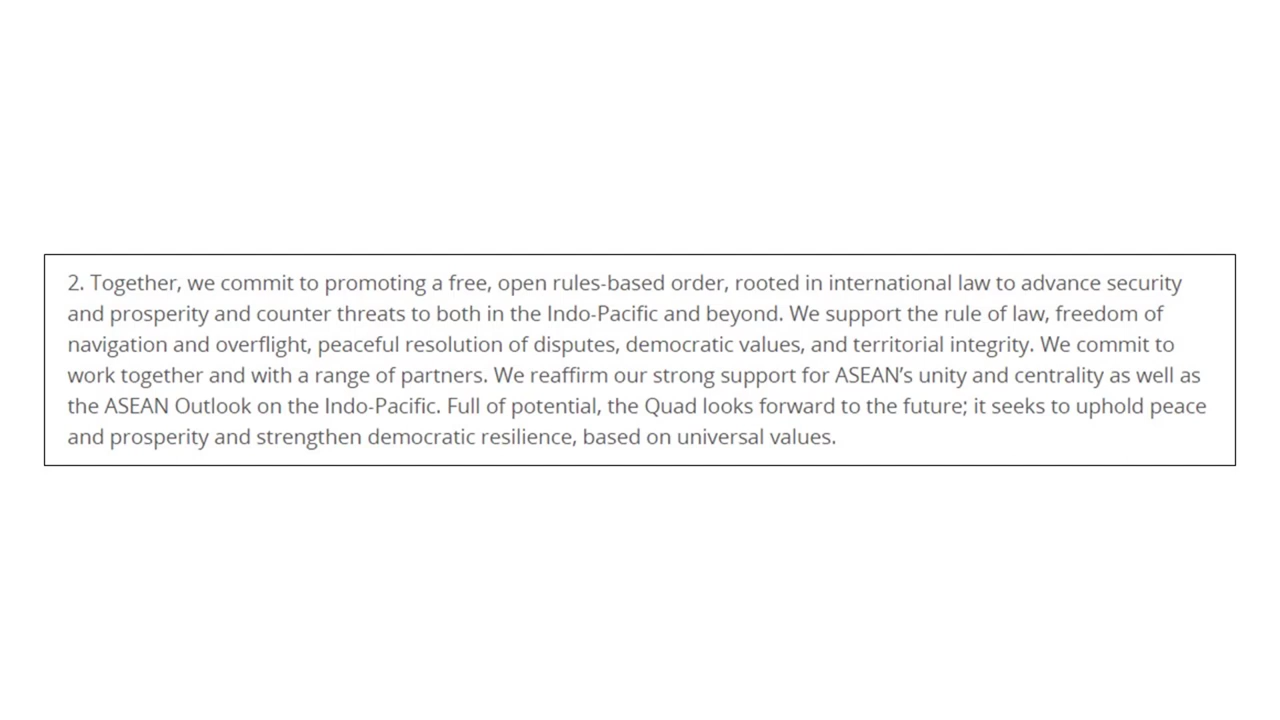 2. Together, we commit to promoting a free, open rules-based order, rooted in international law to advance security
and prosperity and counter threats to both in the Indo-Pacific and beyond. We support the rule of law, freedom of
navigation and overflight, peaceful resolution of disputes, democratic values, and territorial integrity. We commit to
work together and with a range of partners. We reaffirm our strong support for ASEAN’s unity and centrality as well as
the ASEAN Outlook on the Indo-Pacific. Full of potential, the Quad looks forward to the future; it seeks to uphold peace
and prosperity and strengthen democratic resilience, based on universal values.